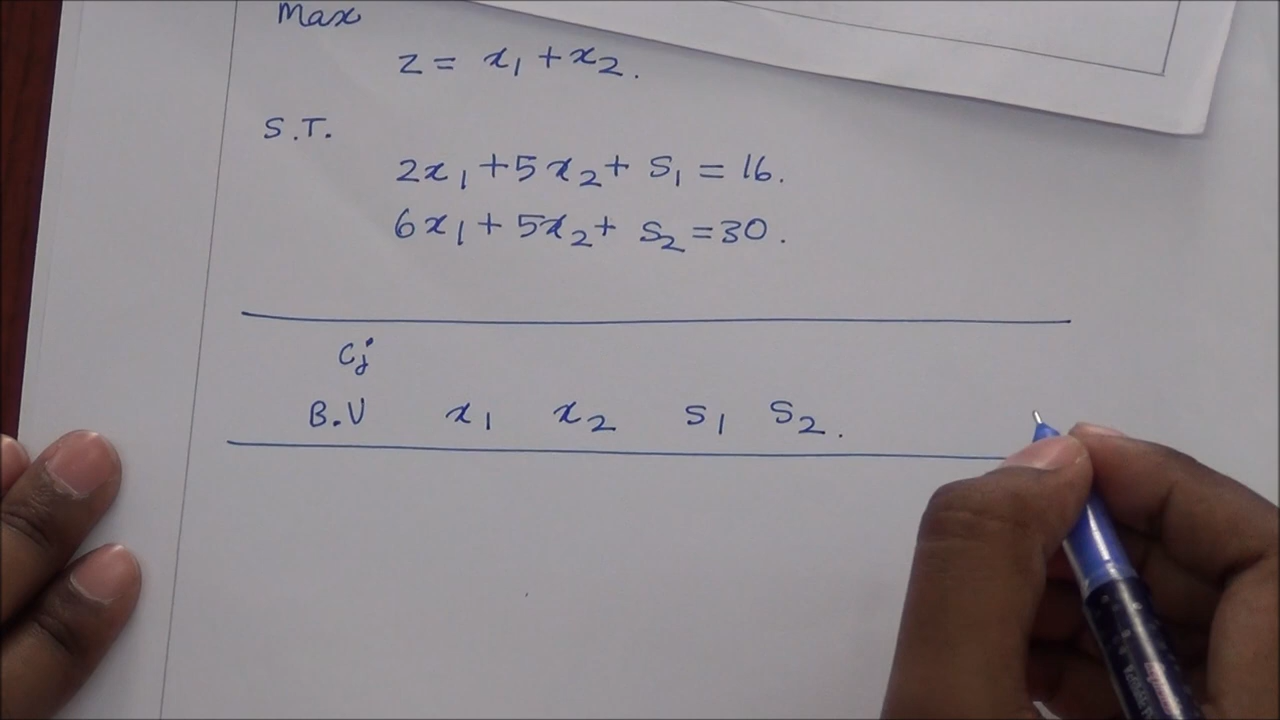 Max
z = x₁ + x₂.
S.T.
2x₁ + 5x₂ + S₁ = 16.
6x₁ + 5x₂ + S₂ = 30.
Cj
B.V x₁ x₂ S₁ S₂.